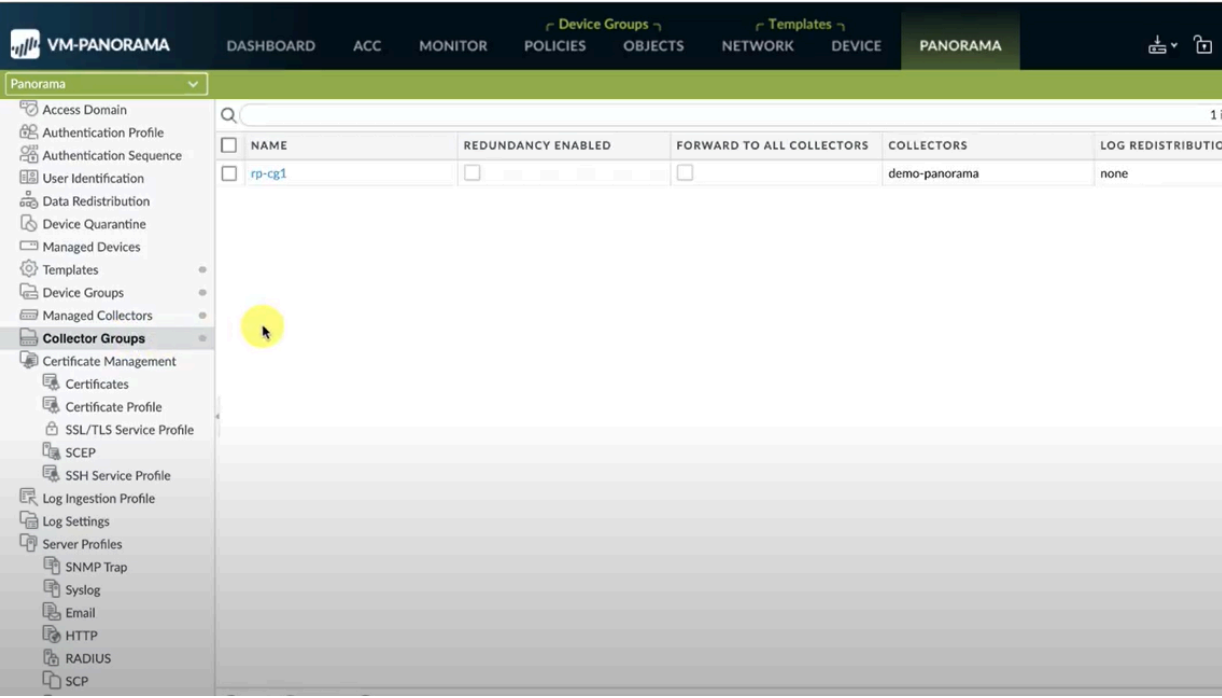 Device Groups Templates
VM-PANORAMA DASHBOARD ACC MONITOR POLICIES OBJECTS NETWORK DEVICE PANORAMA
Panorama
Access Domain
Authentication Profile
Authentication Sequence
User Identification
Data Redistribution
Device Quarantine
Managed Devices
Templates
Device Groups
Managed Collectors
Collector Groups
Certificate Management
Certificates
Certificate Profile
SSL/TLS Service Profile
SCEP
SSH Service Profile
Log Ingestion Profile
Log Settings
Server Profiles
SNMP Trap
Syslog
Email
HTTP
RADIUS
SCP
1 i
NAME REDUNDANCY ENABLED FORWARD TO ALL COLLECTORS COLLECTORS LOG REDISTRIBUTIO
rp-cg1 demo-panorama none